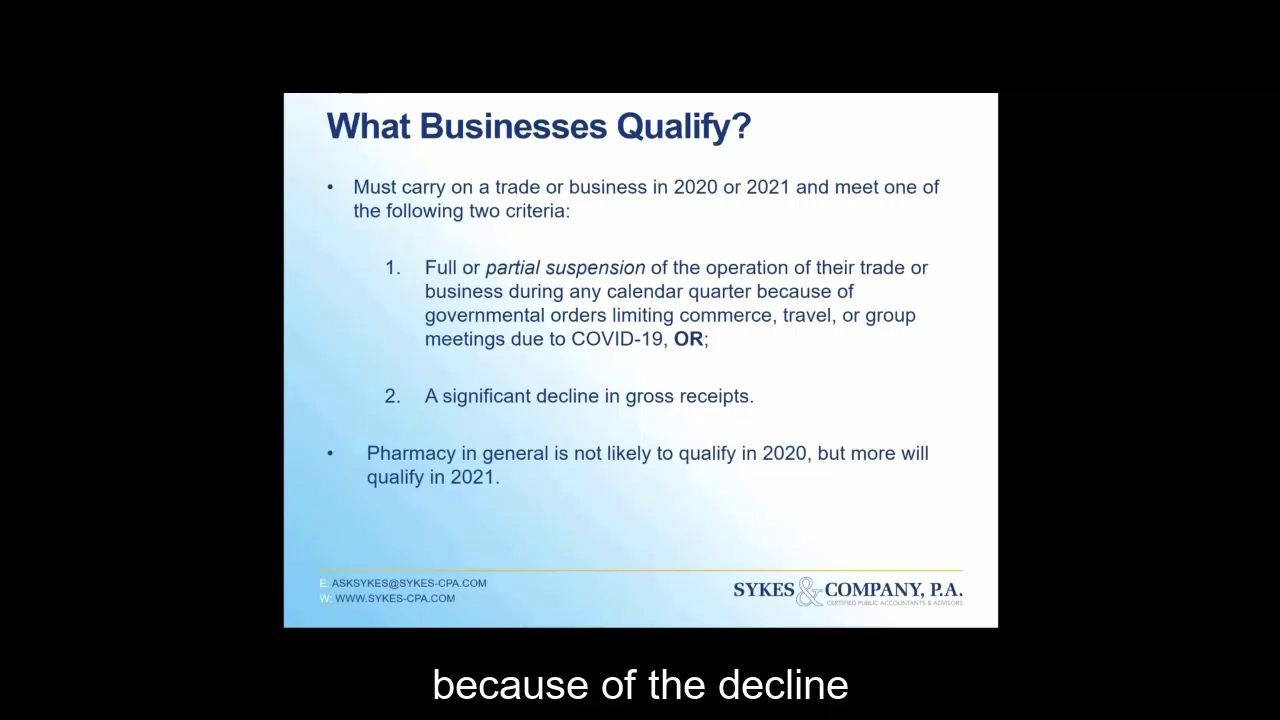 What Businesses Qualify?
• Must carry on a trade or business in 2020 or 2021 and meet one of
the following two criteria:
1. Full or partial suspension of the operation of their trade or
business during any calendar quarter because of
governmental orders limiting commerce, travel, or group
meetings due to COVID-19, OR;
2. A significant decline in gross receipts.
• Pharmacy in general is not likely to qualify in 2020, but more will
qualify in 2021.
E: ASKSYKES@SYKES-CPA.COM
W: WWW.SYKES-CPA.COM
SYKES & COMPANY, P.A.
CERTIFIED PUBLIC ACCOUNTANTS & ADVISORS
because of the decline